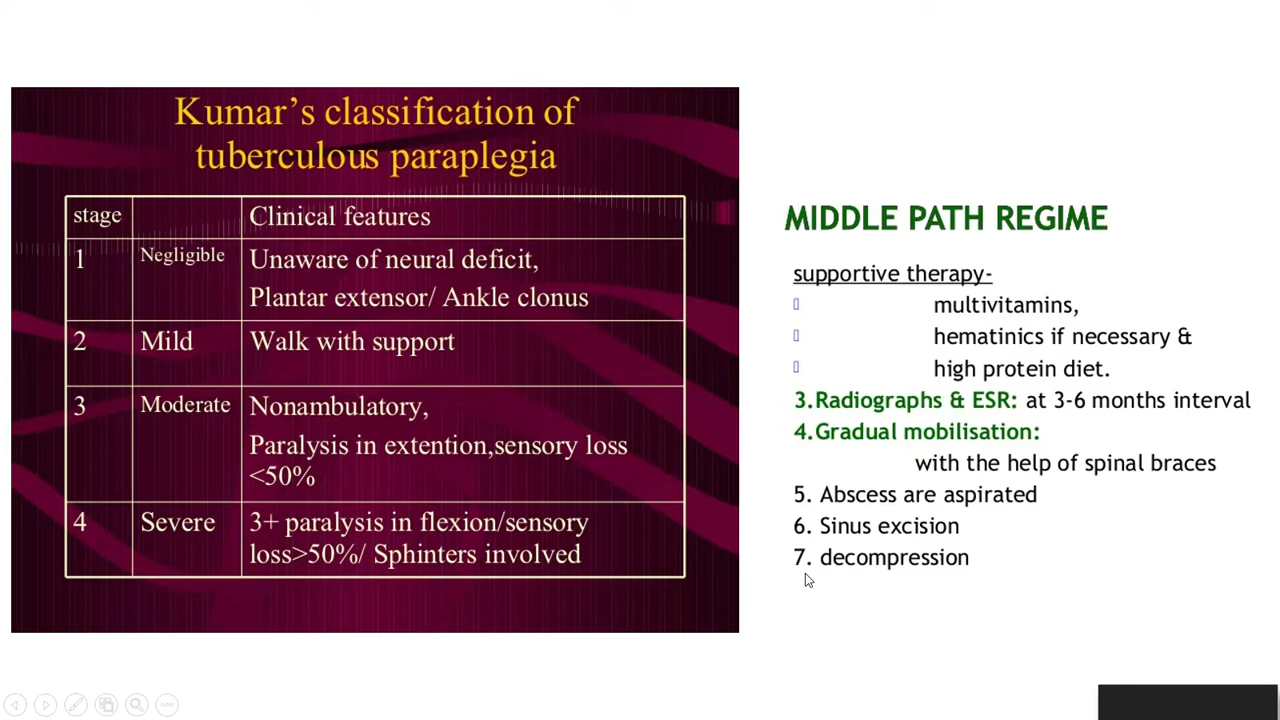 Kumar's classification of
tuberculous paraplegia
stage Clinical features
1 Negligible Unaware of neural deficit,
Plantar extensor/ Ankle clonus
2 Mild Walk with support
3 Moderate Nonambulatory,
Paralysis in extention,sensory loss
<50%
4 Severe 3+ paralysis in flexion/sensory
loss>50%/ Sphinters involved
MIDDLE PATH REGIME
supportive therapy-
multivitamins,
hematinics if necessary &
high protein diet.
3.Radiographs & ESR: at 3-6 months interval
4.Gradual mobilisation:
with the help of spinal braces
5. Abscess are aspirated
6. Sinus excision
7. decompression